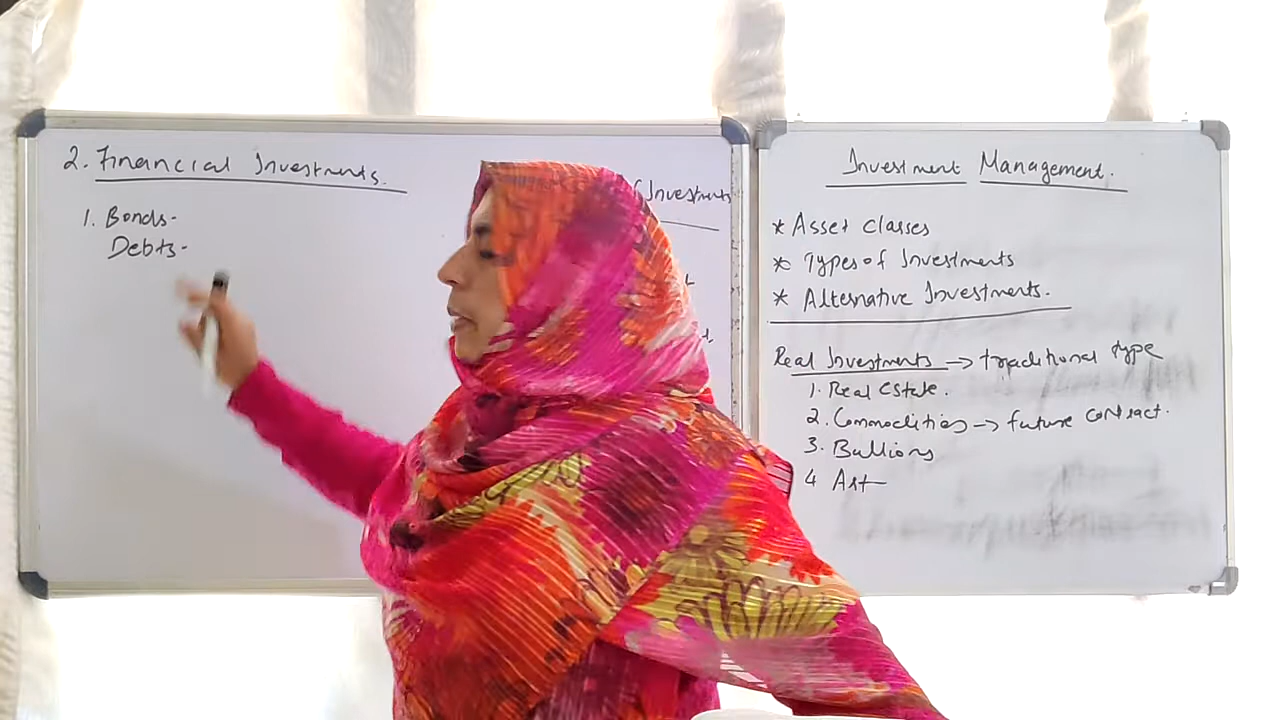 2. Financial Investments.
1. Bonds-
Debts-
f Investments
Investment Management.
* Asset Classes
* Types of Investments
* Alternative Investments.
Real Investments → traditional type
1. Real Estate.
2. Commodities → future contract.
3. Bullions
4 Art